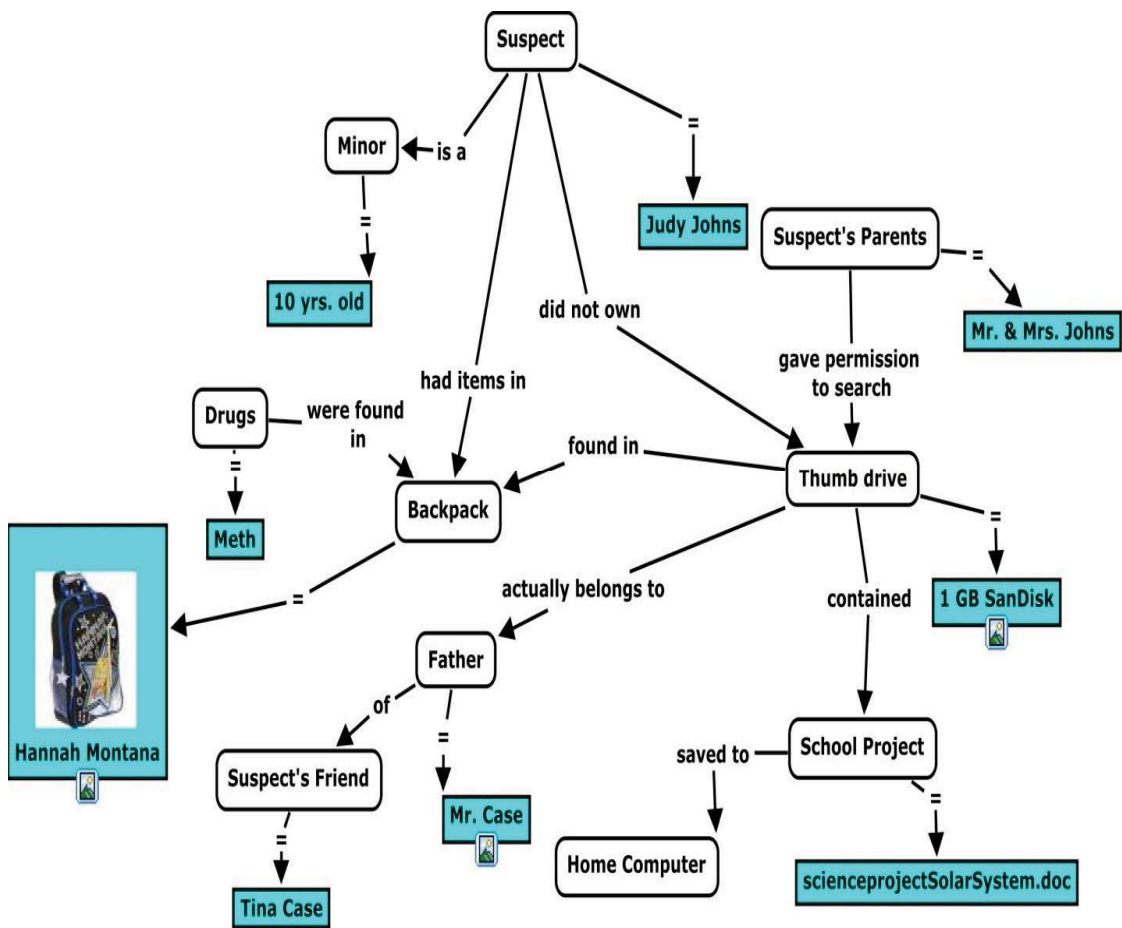 Suspect
Minor
is a
=
=
Judy Johns
Suspect's Parents
=
10 yrs. old
did not own
Mr. & Mrs. Johns
gave permission
to search
had items in
Drugs
were found
in
found in
=
Thumb drive
Backpack
=
Meth
actually belongs to
contained
1 GB SanDisk
=
Father
of
=
School Project
saved to
Hannah Montana
Suspect's Friend
=
Mr. Case
=
Home Computer
scienceprojectSolarSystem.doc
Tina Case